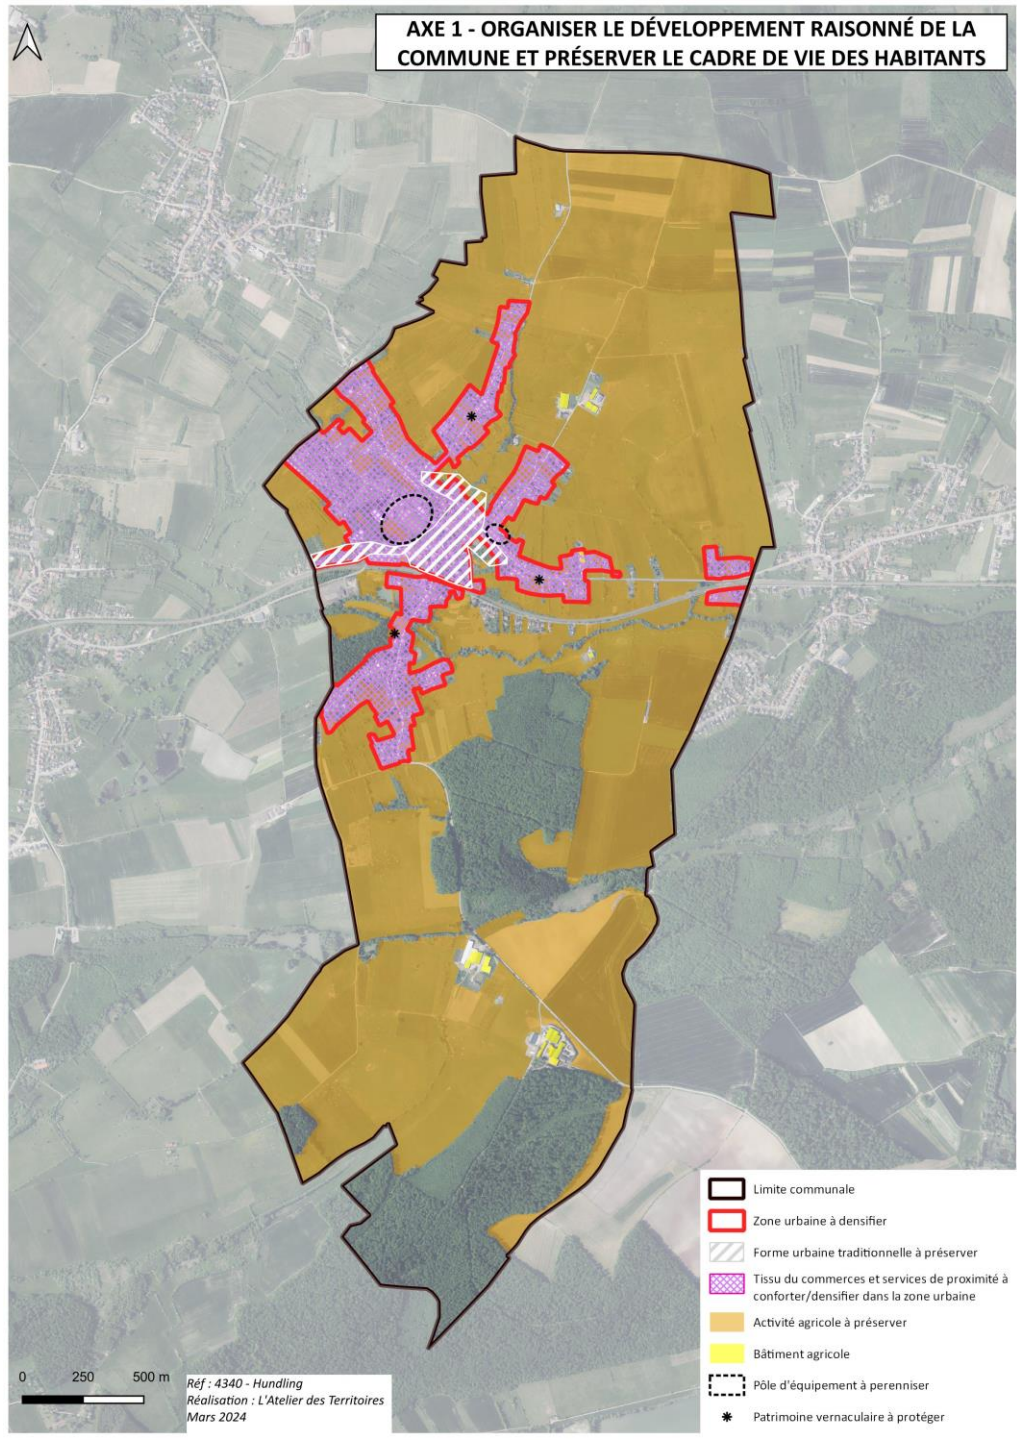 AXE 1 - ORGANISER LE DÉVELOPPEMENT RAISONNÉ DE LA
COMMUNE ET PRÉSERVER LE CADRE DE VIE DES HABITANTS
Limite communale
Zone urbaine à densifier
Forme urbaine traditionnelle à préserver
Tissu du commerces et services de proximité à
conforter/densifier dans la zone urbaine
Activité agricole à préserver
Bâtiment agricole
Pôle d'équipement à perenniser
Patrimoine vernaculaire à protéger
0 250 500 m
Réf : 4340 - Hundling
Réalisation : L'Atelier des Territoires
Mars 2024